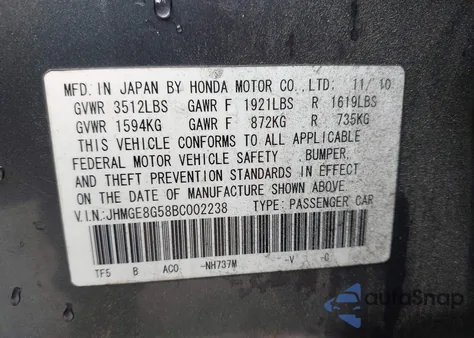 MFD. IN JAPAN BY HONDA MOTOR CO.,LTD. 11/10
GVWR 3512LBS GAWR F 1921LBS R 1619LBS
GVWR 1594KG GAWR F 872KG R 735KG
THIS VEHICLE CONFORMS TO ALL APPLICABLE
FEDERAL MOTOR VEHICLE SAFETY, BUMPER,
AND THEFT PREVENTION STANDARDS IN EFFECT
ON THE DATE OF MANUFACTURE SHOWN ABOVE.
V.I.N:JHMGE8G58BC002238 TYPE: PASSENGER CAR
TF5 B AC0 -NH737M -V -C
autoSnap